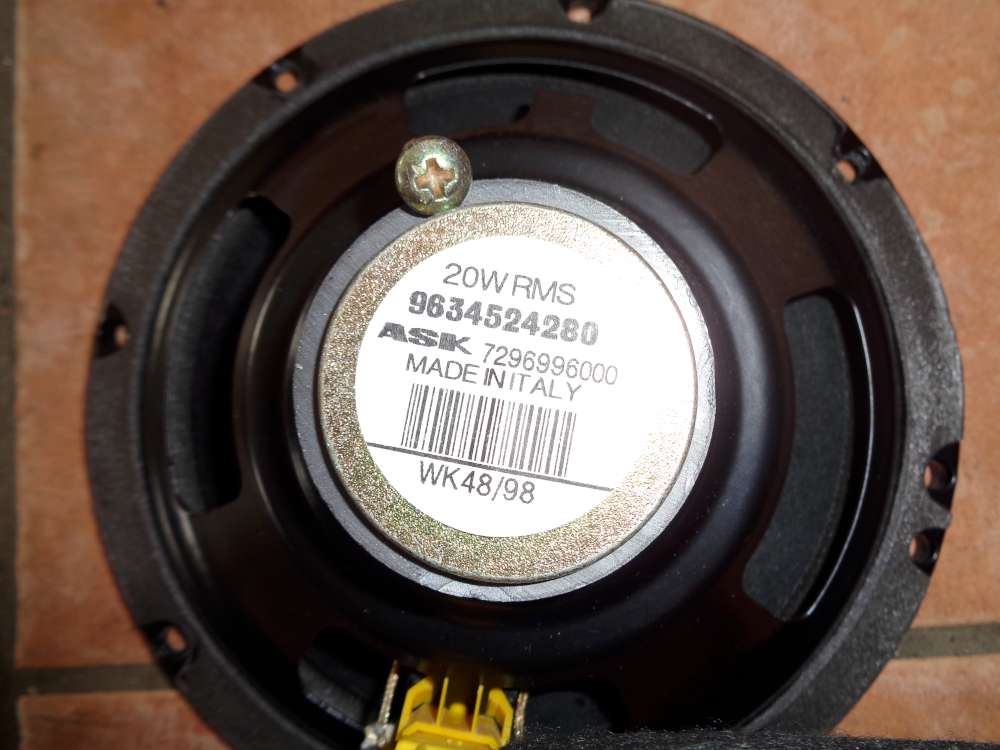 20W RMS
9634524280
ASK 7296996000
MADE IN ITALY
WK48/98